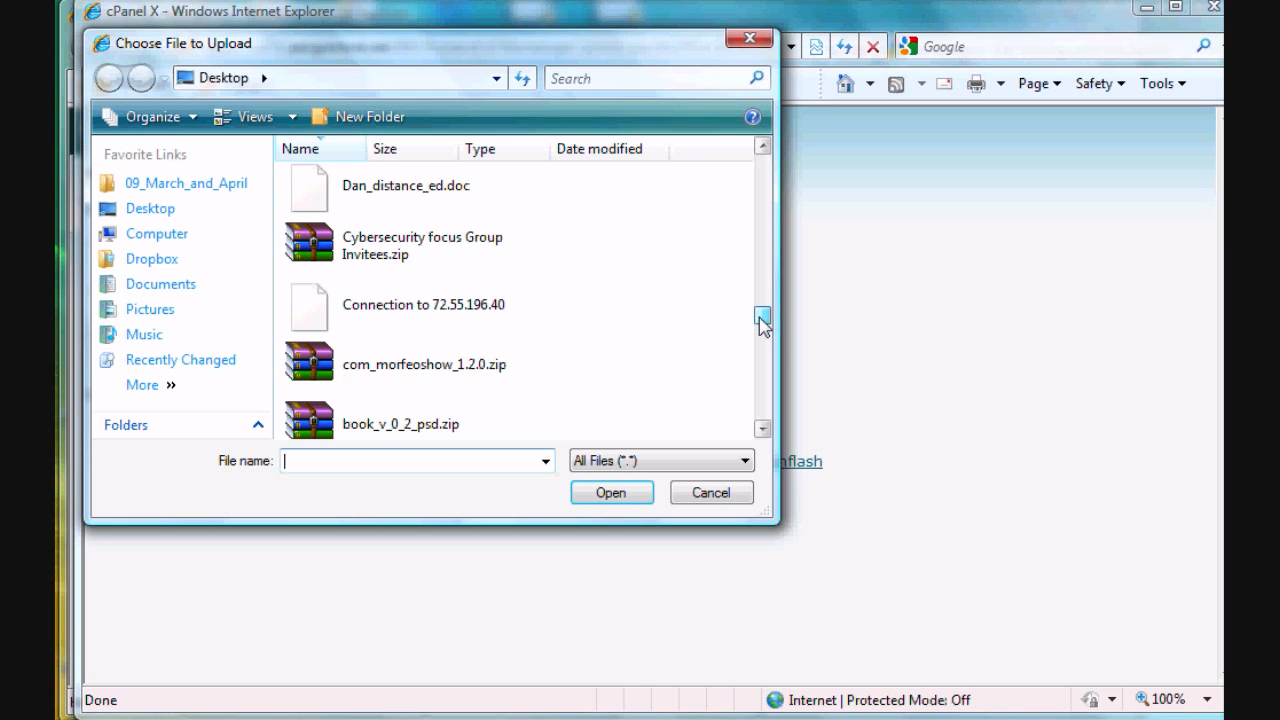 cPanel X - Windows Internet Explorer
Choose File to Upload
Desktop
Search
Google
Organize
Views
New Folder
Page
Safety
Tools
Favorite Links
Name
Size
Type
Date modified
09_March_and_April
Desktop
Computer
Dropbox
Documents
Pictures
Music
Recently Changed
More »
Folders
Dan_distance_ed.doc
Cybersecurity focus Group
Invitees.zip
Connection to 72.55.196.40
com_morfeoshow_1.2.0.zip
book_v_0_2_psd.zip
File name:
All Files (*.*)
nflash
Open
Cancel
Done
Internet | Protected Mode: Off
100%